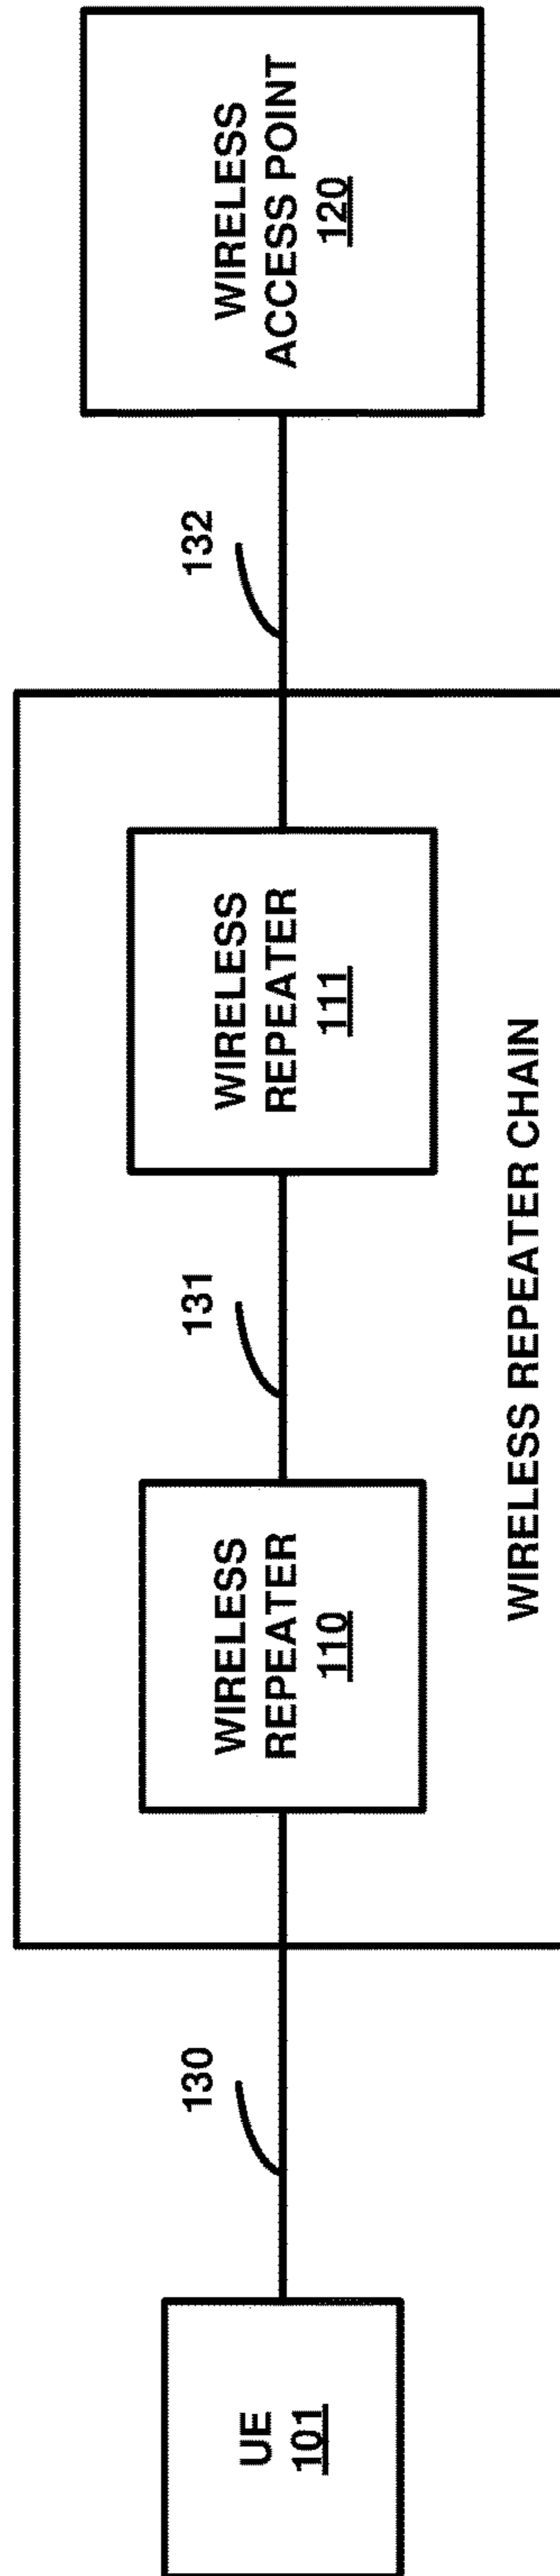 UE
101
130
WIRELESS
REPEATER
110
131
WIRELESS
REPEATER
111
WIRELESS REPEATER CHAIN
132
WIRELESS
ACCESS POINT
120